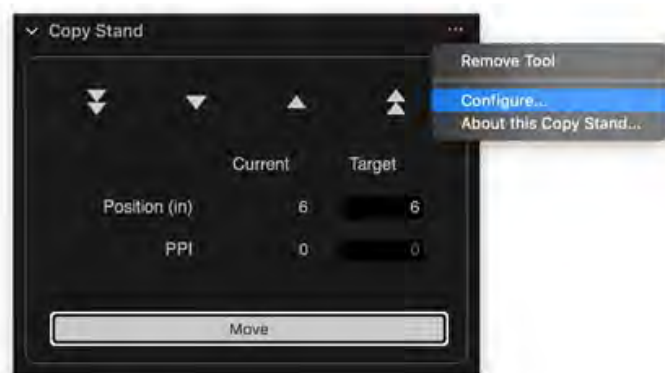 Copy Stand
Remove Tool
Configure...
About this Copy Stand...
Current Target
Position (in) 6 6
PPI 0 0
Move